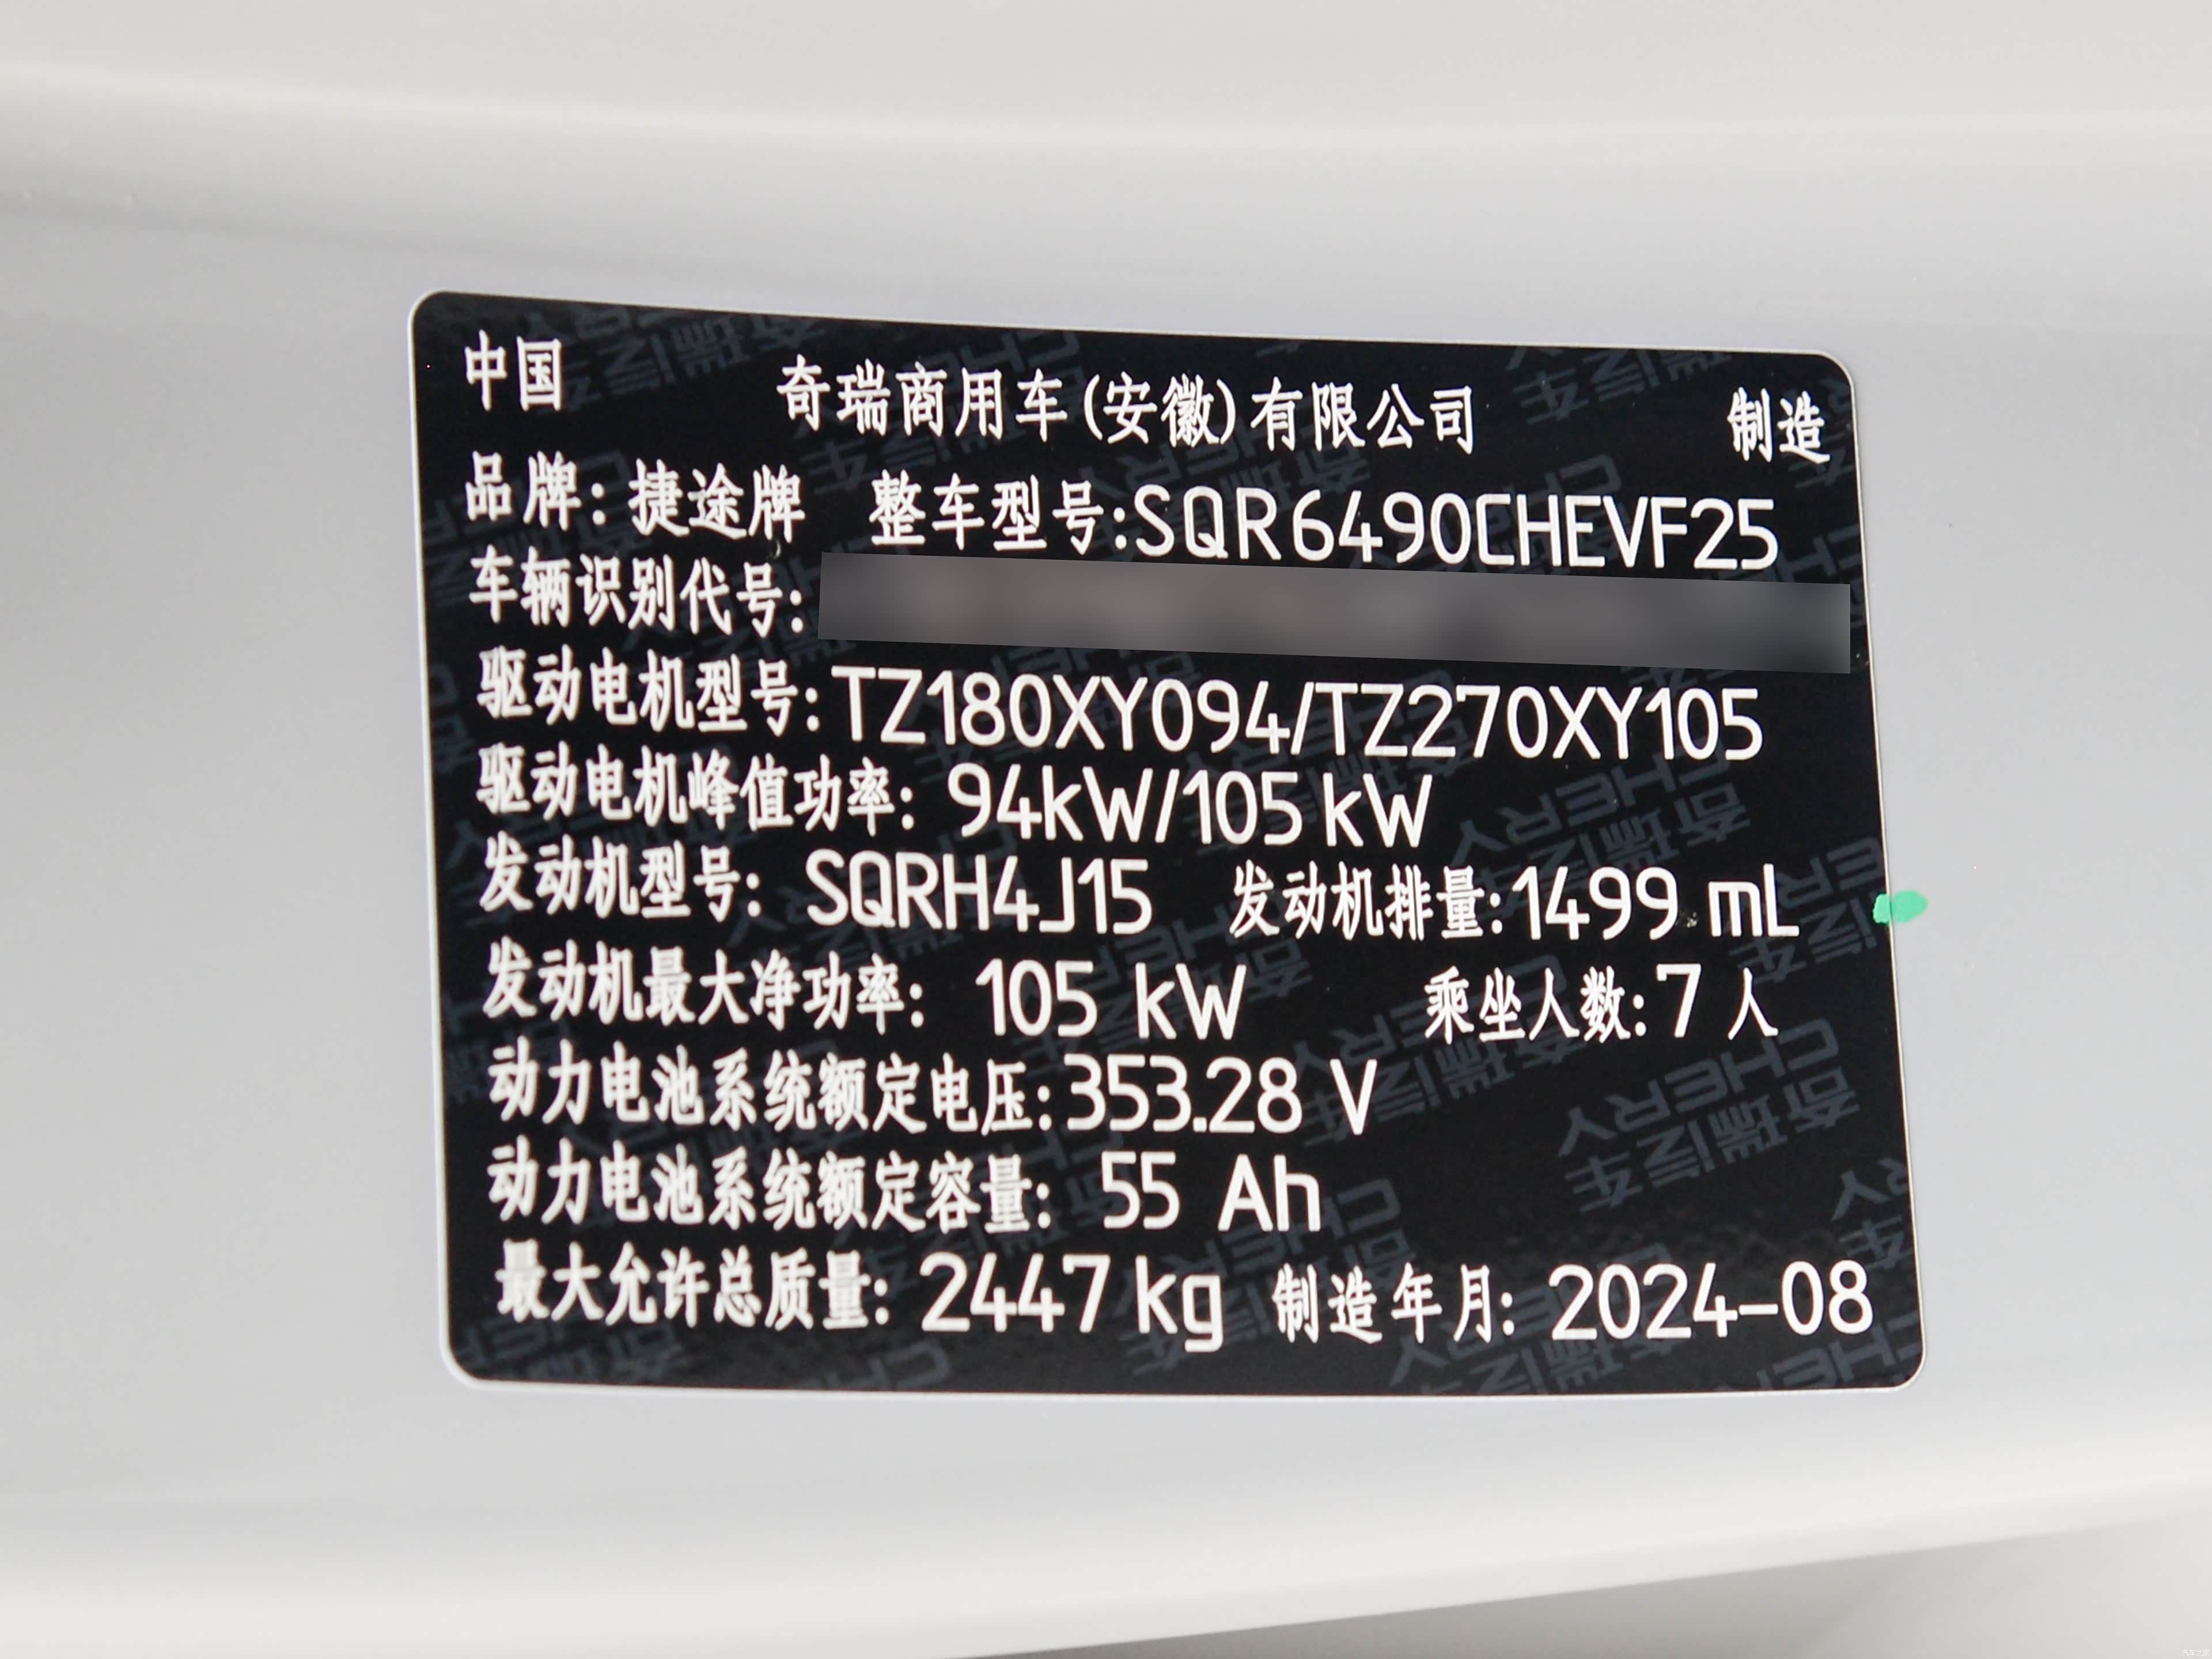 中国 奇瑞商用车(安徽)有限公司 制造
品牌: 捷途牌 整车型号:SQR6490CHEVF25
车辆识别代号:
驱动电机型号:TZ180XY094/TZ270XY105
驱动电机峰值功率: 94kW/105 kW
发动机型号: SQRH4J15 发动机排量:1499 mL
发动机最大净功率: 105 kW 乘坐人数:7 人
动力电池系统额定电压:353.28 V
动力电池系统额定容量: 55 Ah
最大允许总质量: 2447 kg 制造年月: 2024-08